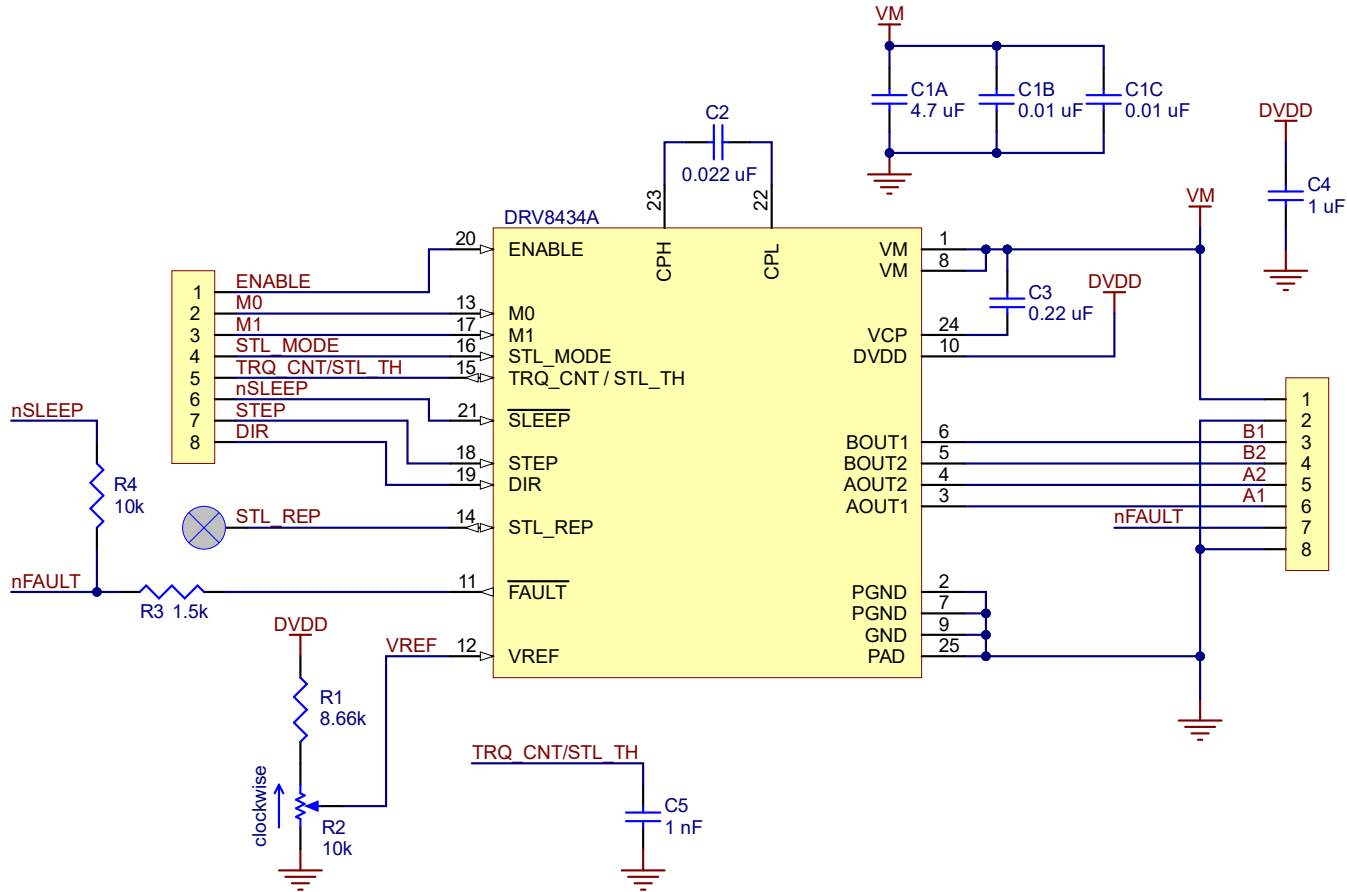 VM
C1A
4.7 uF
C1B
0.01 uF
C1C
0.01 uF
DVDD
C4
1 uF
C2
0.022 uF
23
22
DRV8434A
CPH
CPL
20
ENABLE
13
M0
17
M1
16
STL_MODE
15
TRQ_CNT / STL_TH
21
SLEEP
18
STEP
19
DIR
14
STL_REP
11
FAULT
12
VREF
VM
1
VM
8
VCP
24
DVDD
10
BOUT1
6
BOUT2
5
AOUT2
4
AOUT1
3
PGND
2
PGND
7
GND
9
PAD
25
1
ENABLE
2
M0
3
M1
4
STL_MODE
5
TRQ_CNT/STL_TH
6
nSLEEP
7
STEP
8
DIR
nSLEEP
R4
10k
STL_REP
nFAULT
R3 1.5k
DVDD
VREF
R1
8.66k
clockwise
R2
10k
TRQ_CNT/STL_TH
C5
1 nF
VM
DVDD
C3
0.22 uF
1
2
B1
3
B2
4
A2
5
A1
6
nFAULT
7
8